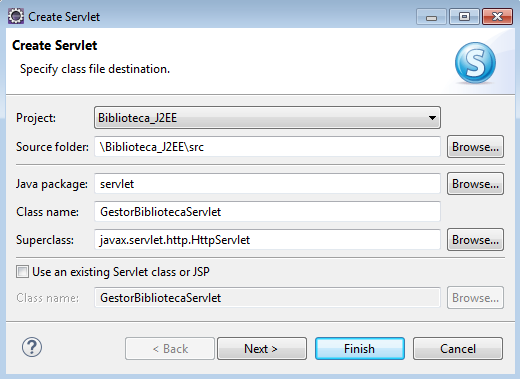 Create Servlet
Create Servlet
Specify class file destination.
S
Project: Biblioteca_J2EE
Source folder: \Biblioteca_J2EE\src Browse...
Java package: servlet Browse...
Class name: GestorBibliotecaServlet
Superclass: javax.servlet.http.HttpServlet Browse...
Use an existing Servlet class or JSP
Class name: GestorBibliotecaServlet Browse...
? < Back Next > Finish Cancel